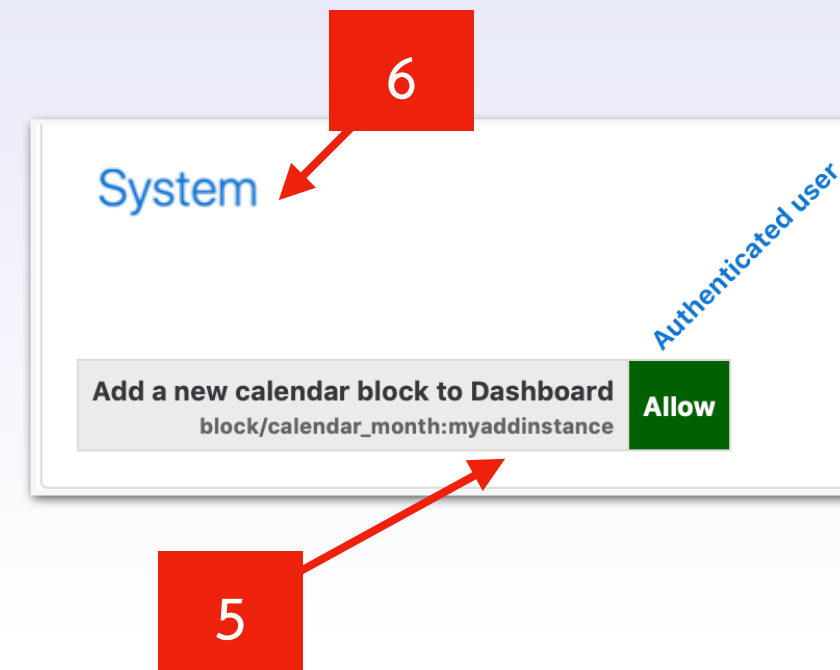 6
System
Authenticated user
Add a new calendar block to Dashboard
block/calendar_month:myaddinstance
Allow
5